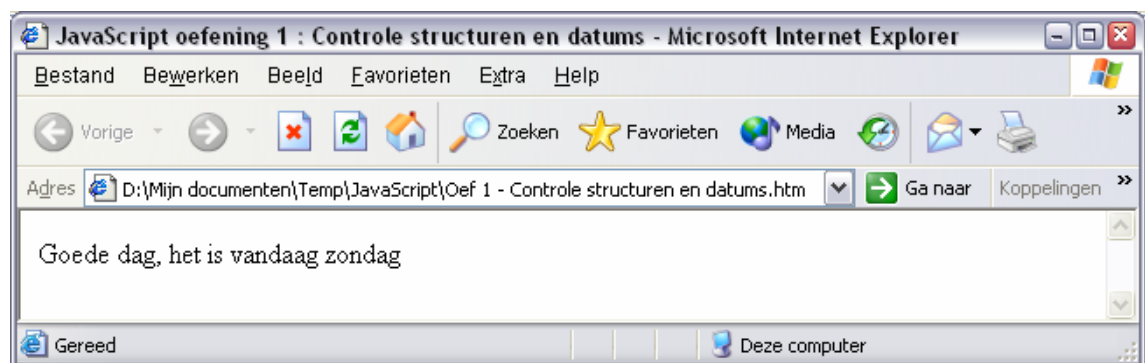 JavaScript oefening 1 : Controle structuren en datums - Microsoft Internet Explorer
Bestand Bewerken Beeld Favorieten Extra Help
Vorige Zoeken Favorieten Media »
Adres D:\Mijn documenten\Temp\JavaScript\Oef 1 - Controle structuren en datums.htm Ga naar Koppelingen »
Goede dag, het is vandaag zondag
Gereed Deze computer